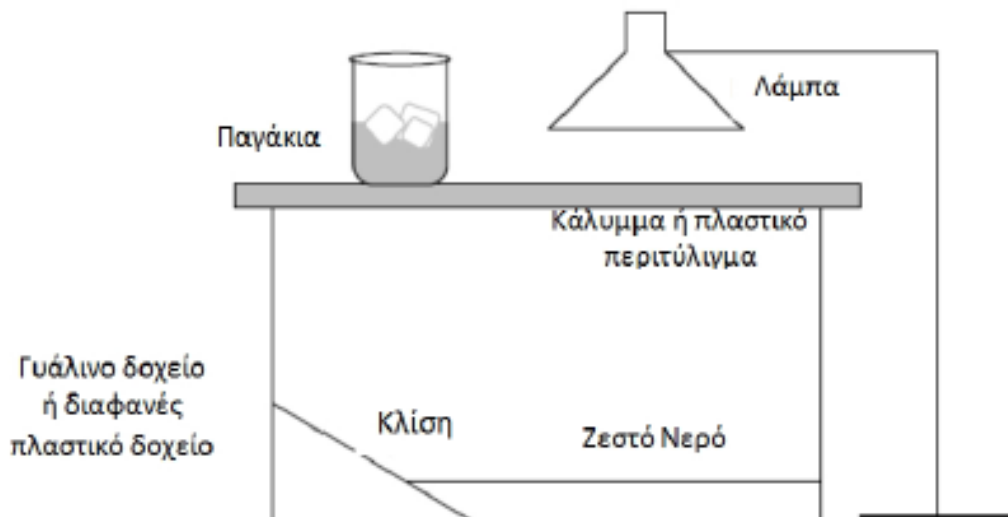 Λάμπα
Παγάκια
Κάλυμμα ή πλαστικό
περιτύλιγμα
Γυάλινο δοχείο
ή διαφανές
πλαστικό δοχείο
Κλίση
Ζεστό Νερό